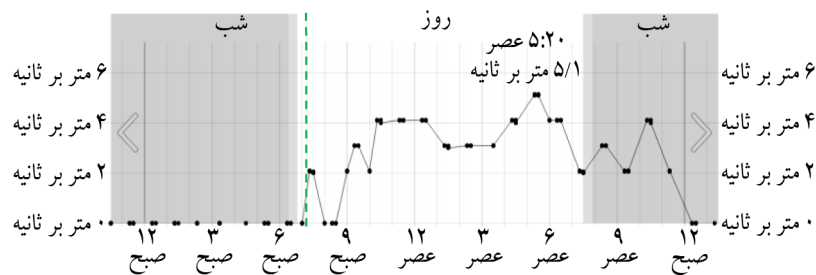 شب
روز
شب
۵:۲۰ عصر
۵/۱ متر بر ثانیه
۶ متر بر ثانیه
۶ متر بر ثانیه
۴ متر بر ثانیه
۴ متر بر ثانیه
۲ متر بر ثانیه
۲ متر بر ثانیه
۰ متر بر ثانیه
۰ متر بر ثانیه
۱۲ ۳ ۶ ۹ ۱۲ ۳ ۶ ۹ ۱۲
صبح صبح صبح صبح عصر عصر عصر عصر صبح